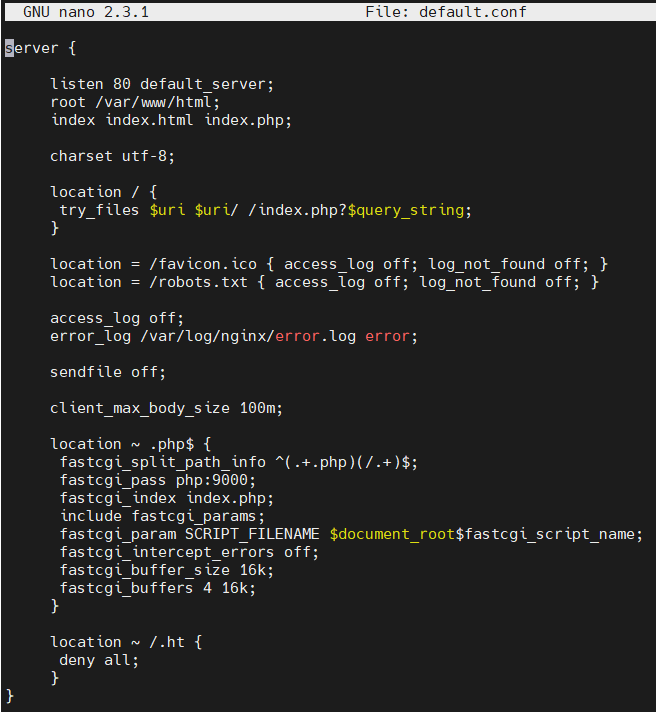 GNU nano 2.3.1 File: default.conf
server {
listen 80 default_server;
root /var/www/html;
index index.html index.php;
charset utf-8;
location / {
try_files $uri $uri/ /index.php?$query_string;
}
location = /favicon.ico { access_log off; log_not_found off; }
location = /robots.txt { access_log off; log_not_found off; }
access_log off;
error_log /var/log/nginx/error.log error;
sendfile off;
client_max_body_size 100m;
location ~ .php$ {
fastcgi_split_path_info ^(.+.php)(/.+)$;
fastcgi_pass php:9000;
fastcgi_index index.php;
include fastcgi_params;
fastcgi_param SCRIPT_FILENAME $document_root$fastcgi_script_name;
fastcgi_intercept_errors off;
fastcgi_buffer_size 16k;
fastcgi_buffers 4 16k;
}
location ~ /.ht {
deny all;
}
}